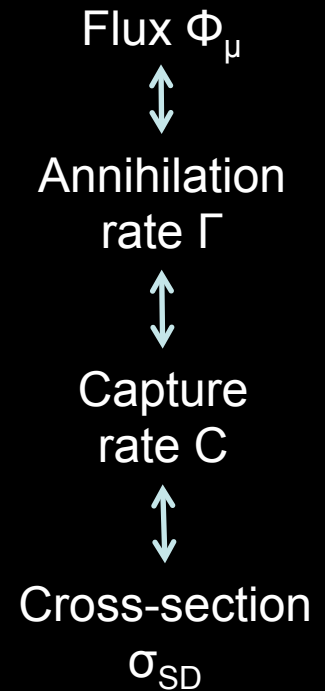 Flux Φμ
Annihilation
rate Γ
Capture
rate C
Cross-section
σSD